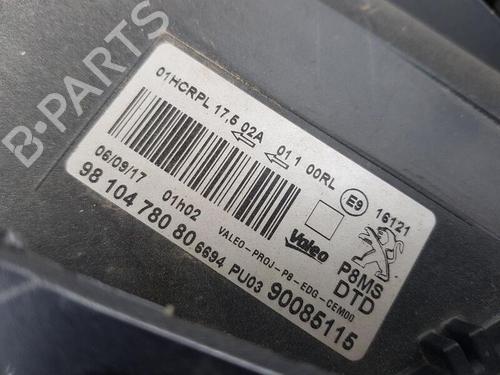 B-PARTS
01HCRPL 17,5 02A 01 1 00RL
06/09/17 01h02
E9 16121
Valeo
VALEO-PROJ-P8-EDG-CEM00
P8MS
DTD
98 104 780 80 6694 PU03 90085115